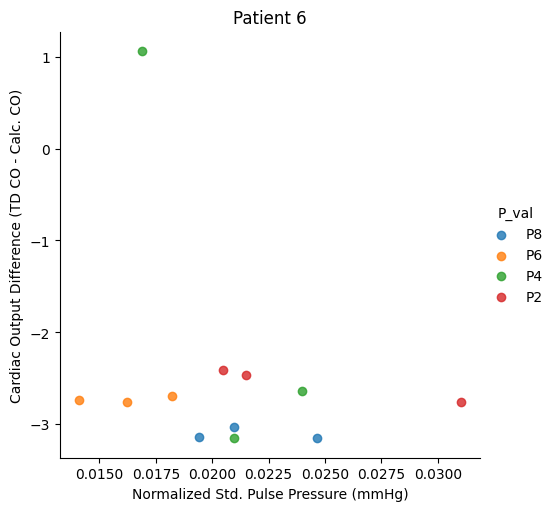 Patient 6
Cardiac Output Difference (TD CO - Calc. CO)
1
0
−1
−2
−3
0.0150 0.0175 0.0200 0.0225 0.0250 0.0275 0.0300
Normalized Std. Pulse Pressure (mmHg)
P_val
P8
P6
P4
P2